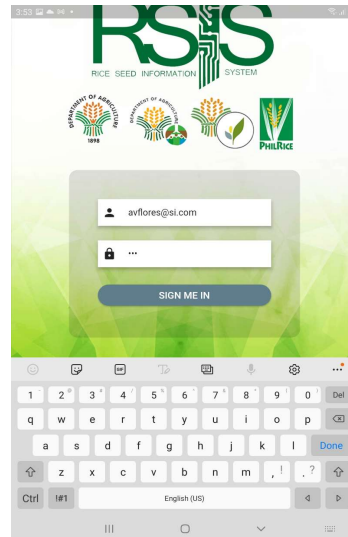 3:53
RSIS
RICE SEED INFORMATION SYSTEM
DEPARTMENT OF AGRICULTURE
1898
DEPARTMENT OF AGRICULTURE
PHILRICE
avflores@si.com
•••
SIGN ME IN
GIF
1 2 @ 3 # 4 / 5 % 6 ^ 7 & 8 * 9 ( 0 ) Del
q w e r t y u i o p
a s d f g h j k l Done
z x c v b n m , ! . ?
Ctrl !#1 English (US)